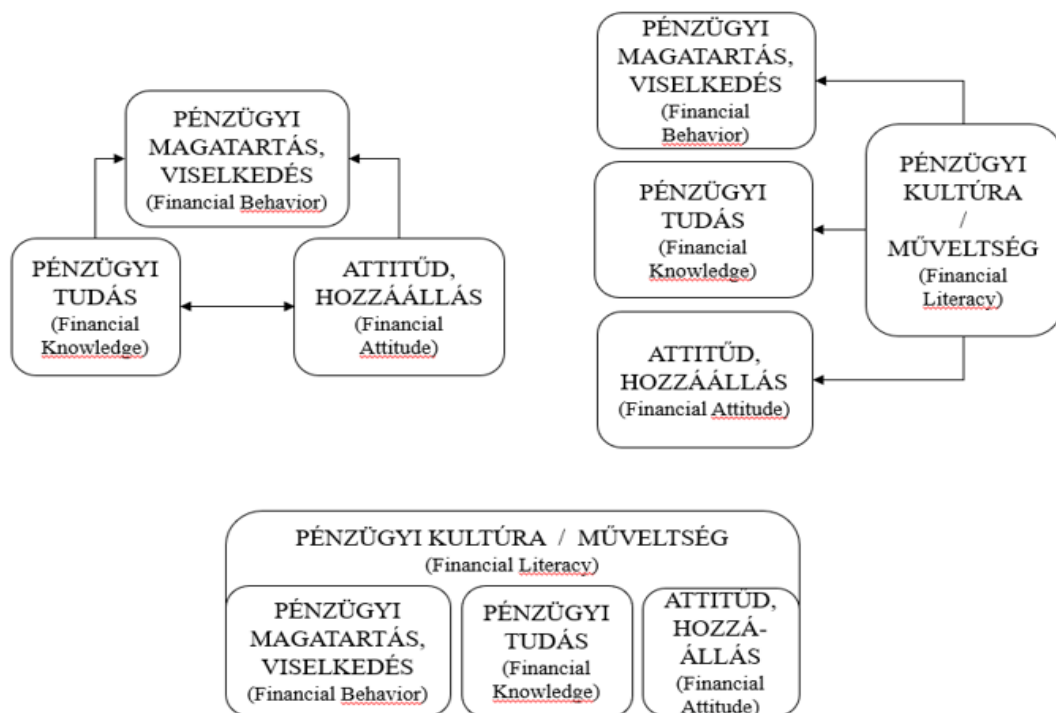 PÉNZÜGYI
MAGATARTÁS,
VISELKEDÉS
(Financial Behavior)
PÉNZÜGYI
TUDÁS
(Financial
Knowledge)
ATTITŰD,
HOZZÁÁLLÁS
(Financial
Attitude)
PÉNZÜGYI
MAGATARTÁS,
VISELKEDÉS
(Financial
Behavior)
PÉNZÜGYI
TUDÁS
(Financial
Knowledge)
ATTITŰD,
HOZZÁÁLLÁS
(Financial Attitude)
PÉNZÜGYI
KULTÚRA
/
MŰVELTSÉG
(Financial
Literacy)
PÉNZÜGYI KULTÚRA / MŰVELTSÉG
(Financial Literacy)
PÉNZÜGYI
MAGATARTÁS,
VISELKEDÉS
(Financial Behavior)
PÉNZÜGYI
TUDÁS
(Financial
Knowledge)
ATTITŰD,
HOZZÁ-
ÁLLÁS
(Financial
Attitude)